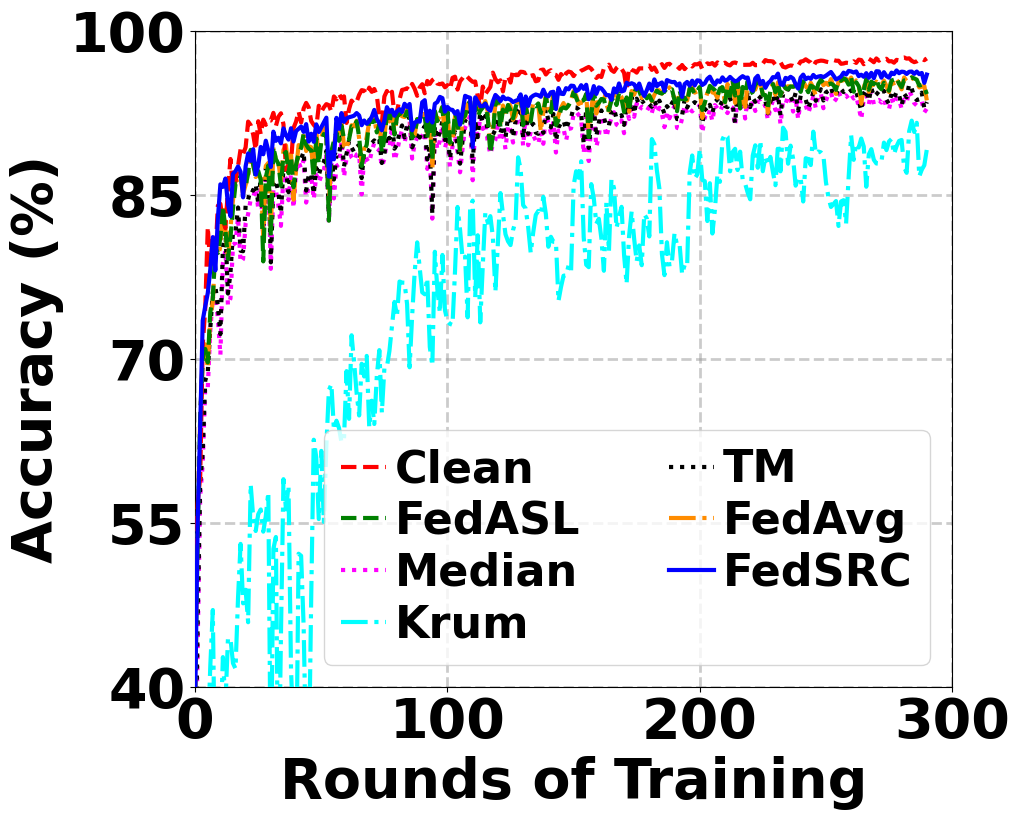 100
85
70
55
40
Accuracy (%)
Clean
FedASL
Median
Krum
TM
FedAvg
FedSRC
0 100 200 300
Rounds of Training